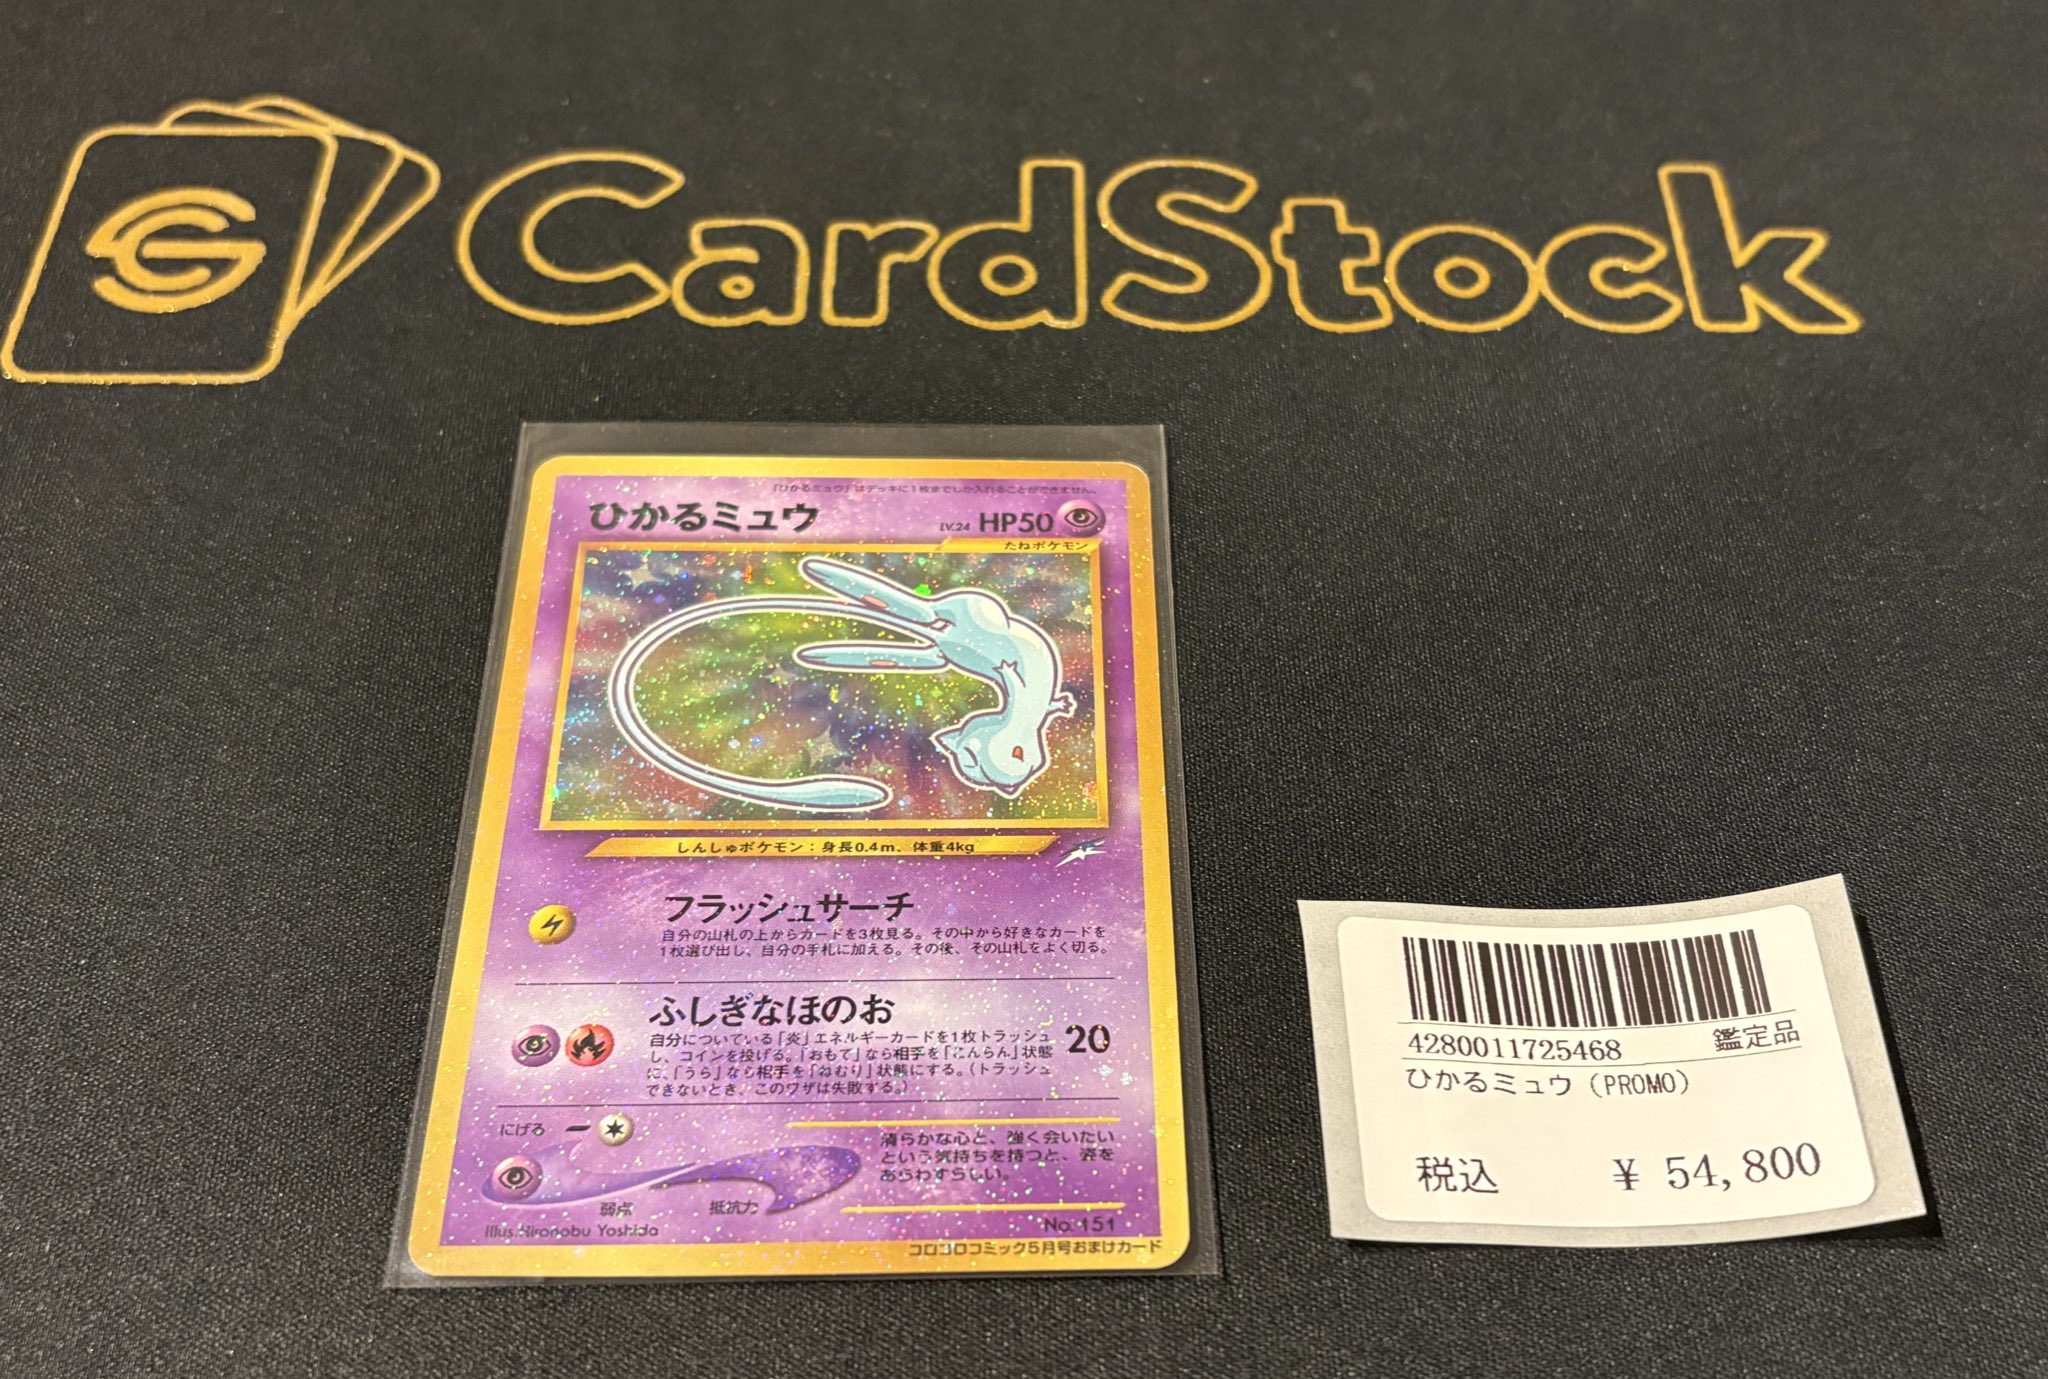 CardStock
「ひかるミュウ」はデッキに1枚までしか入れることができません。
ひかるミュウ LV.24 HP50
たねポケモン
しんしゅポケモン：身長0.4m、体重4kg
フラッシュサーチ
自分の山札の上からカードを3枚見る。その中から好きなカードを
1枚選び出し、自分の手札に加える。その後、その山札をよく切る。
ふしぎなほのお 20
自分についている「炎」エネルギーカードを1枚トラッシュ
し、コインを投げる。「おもて」なら相手を「こんらん」状態
に、「うら」なら相手を「ねむり」状態にする。（トラッシュ
できないとき、このワザは失敗する。）
にげる
清らかな心と、強く会いたい
という気持ちを持つと、姿を
あらわすらしい。
弱点 抵抗力
Illus.Hironobu Yoshida No. 151
コロコロコミック5月号おまけカード
4280011725468 鑑定品
ひかるミュウ（PROMO）
税込 ¥ 54,800